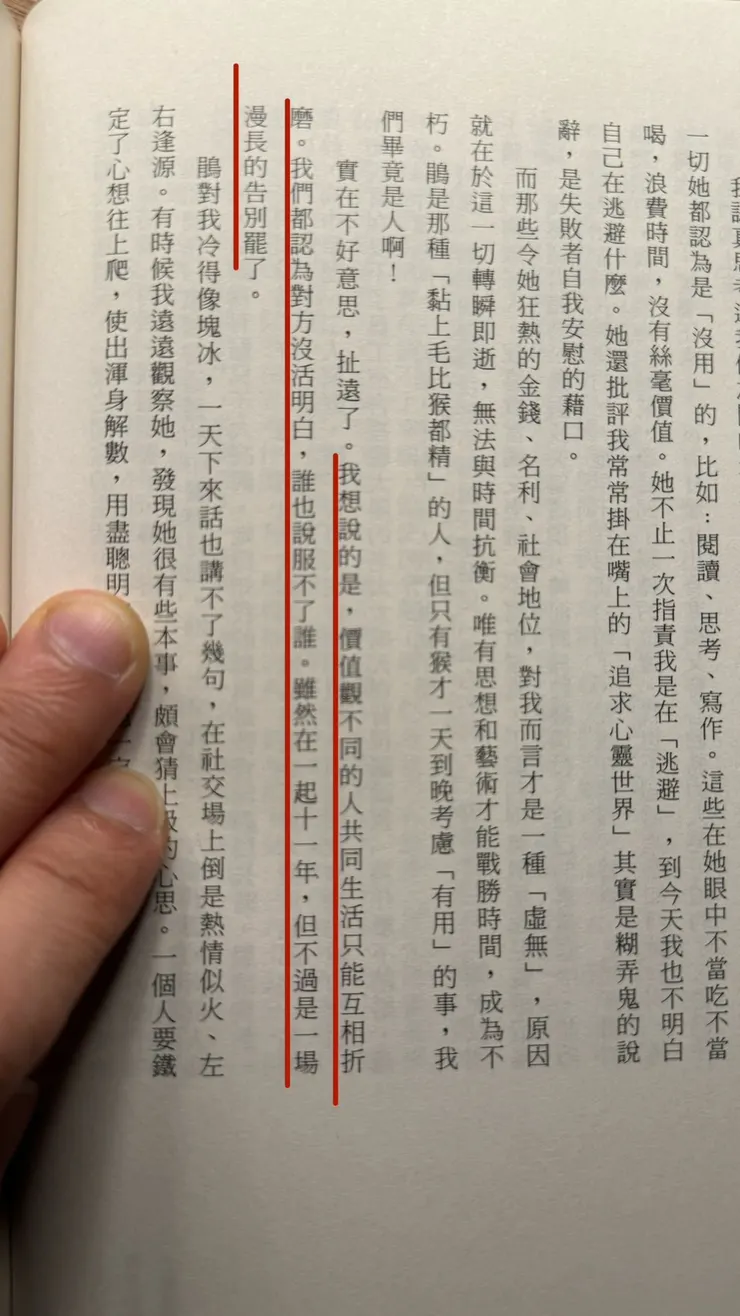 一切她都認為是「沒用」的，比如：閱讀、思考、寫作。這些在她眼中不當吃不當
喝，浪費時間，沒有絲毫價值。她不止一次指責我是在「逃避」，到今天我也不明白
自己在逃避什麼。她還批評我常常掛在嘴上的「追求心靈世界」其實是糊弄鬼的說
辭，是失敗者自我安慰的藉口。
而那些令她狂熱的金錢、名利、社會地位，對我而言才是一種「虛無」，原因
就在於這一切轉瞬即逝，無法與時間抗衡。唯有思想和藝術才能戰勝時間，成為不
朽。鵑是那種「黏上毛比猴都精」的人，但只有猴才一天到晚考慮「有用」的事，我
們畢竟是人啊！
實在不好意思，扯遠了。我想說的是，價值觀不同的人共同生活只能互相折
磨。我們都認為對方沒活明白，誰也說服不了誰。雖然在一起十一年，但不過是一場
漫長的告別罷了。
鵑對我冷得像塊冰，一天下來話也講不了幾句，在社交場上倒是熱情似火、左
右逢源。有時候我遠遠觀察她，發現她很有些本事，頗會猜上級的心思。一個人要鐵
定了心想往上爬，使出渾身解數，用盡聰明